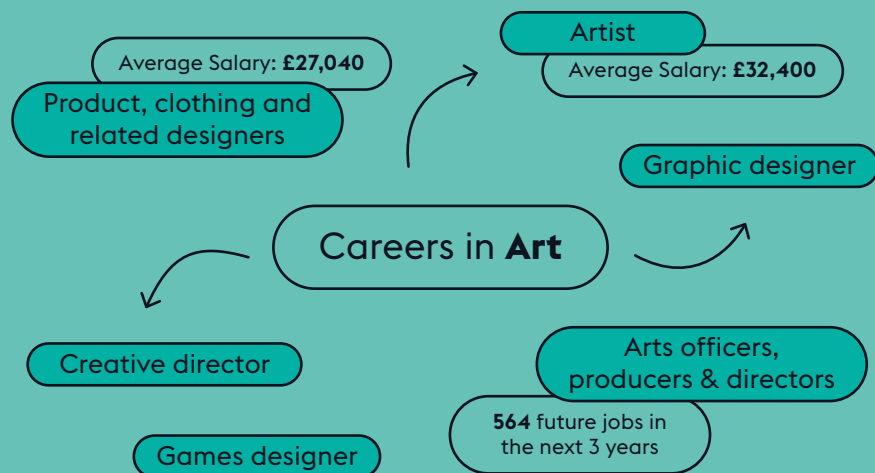 Artist
Average Salary: £32,400
Average Salary: £27,040
Product, clothing and
related designers
Graphic designer
Careers in Art
Creative director
Arts officers,
producers & directors
564 future jobs in
the next 3 years
Games designer